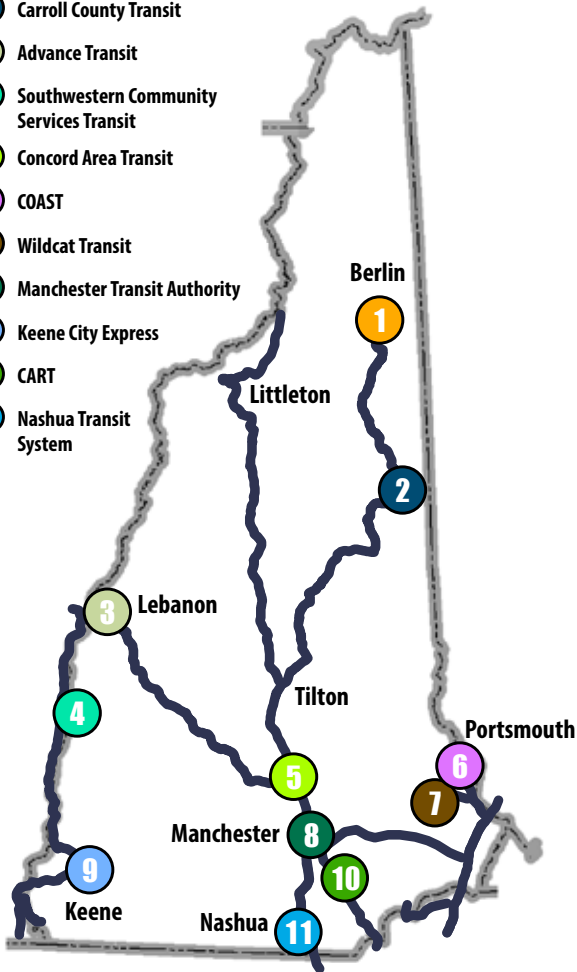 Carroll County Transit
Advance Transit
Southwestern Community
Services Transit
Concord Area Transit
COAST
Wildcat Transit
Manchester Transit Authority
Keene City Express
CART
Nashua Transit
System
Berlin
1
Littleton
2
3
Lebanon
4
Tilton
Portsmouth
5
6
7
Manchester
8
9
10
Keene
Nashua
11